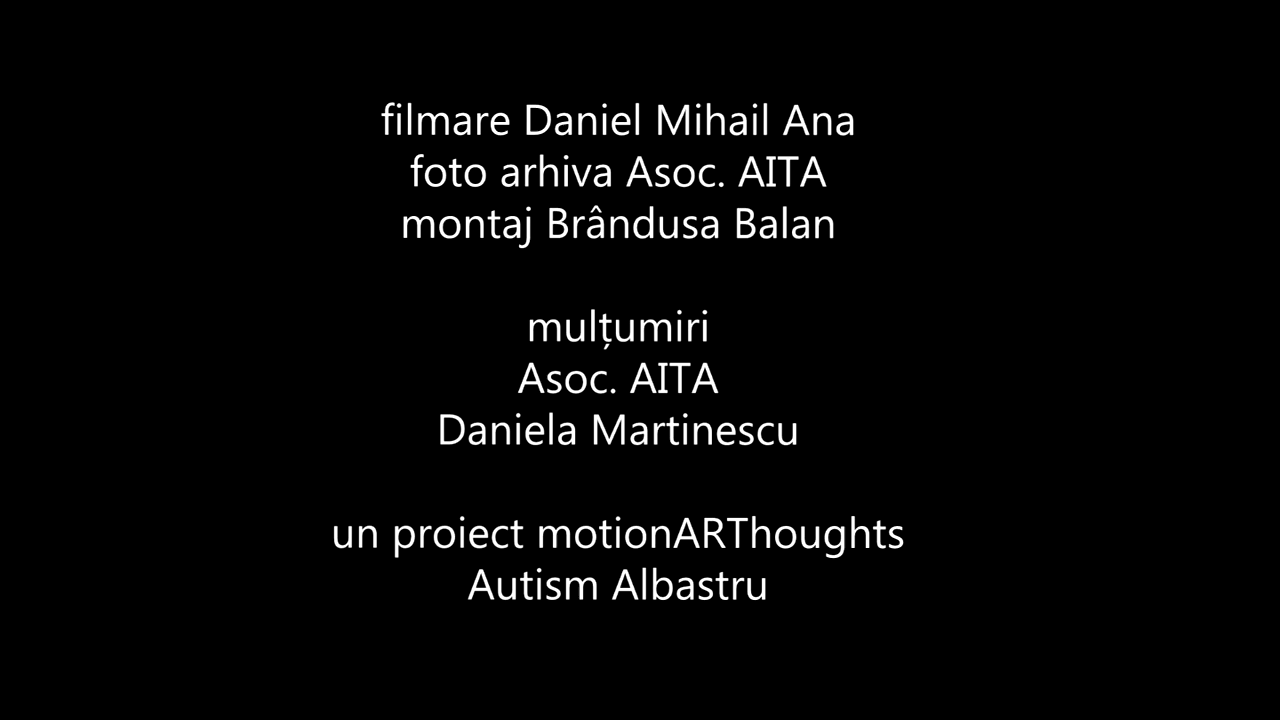 filmare Daniel Mihail Ana
foto arhiva Asoc. AITA
montaj Brândusa Balan
mulțumiri
Asoc. AITA
Daniela Martinescu
un proiect motionARThoughts
Autism Albastru